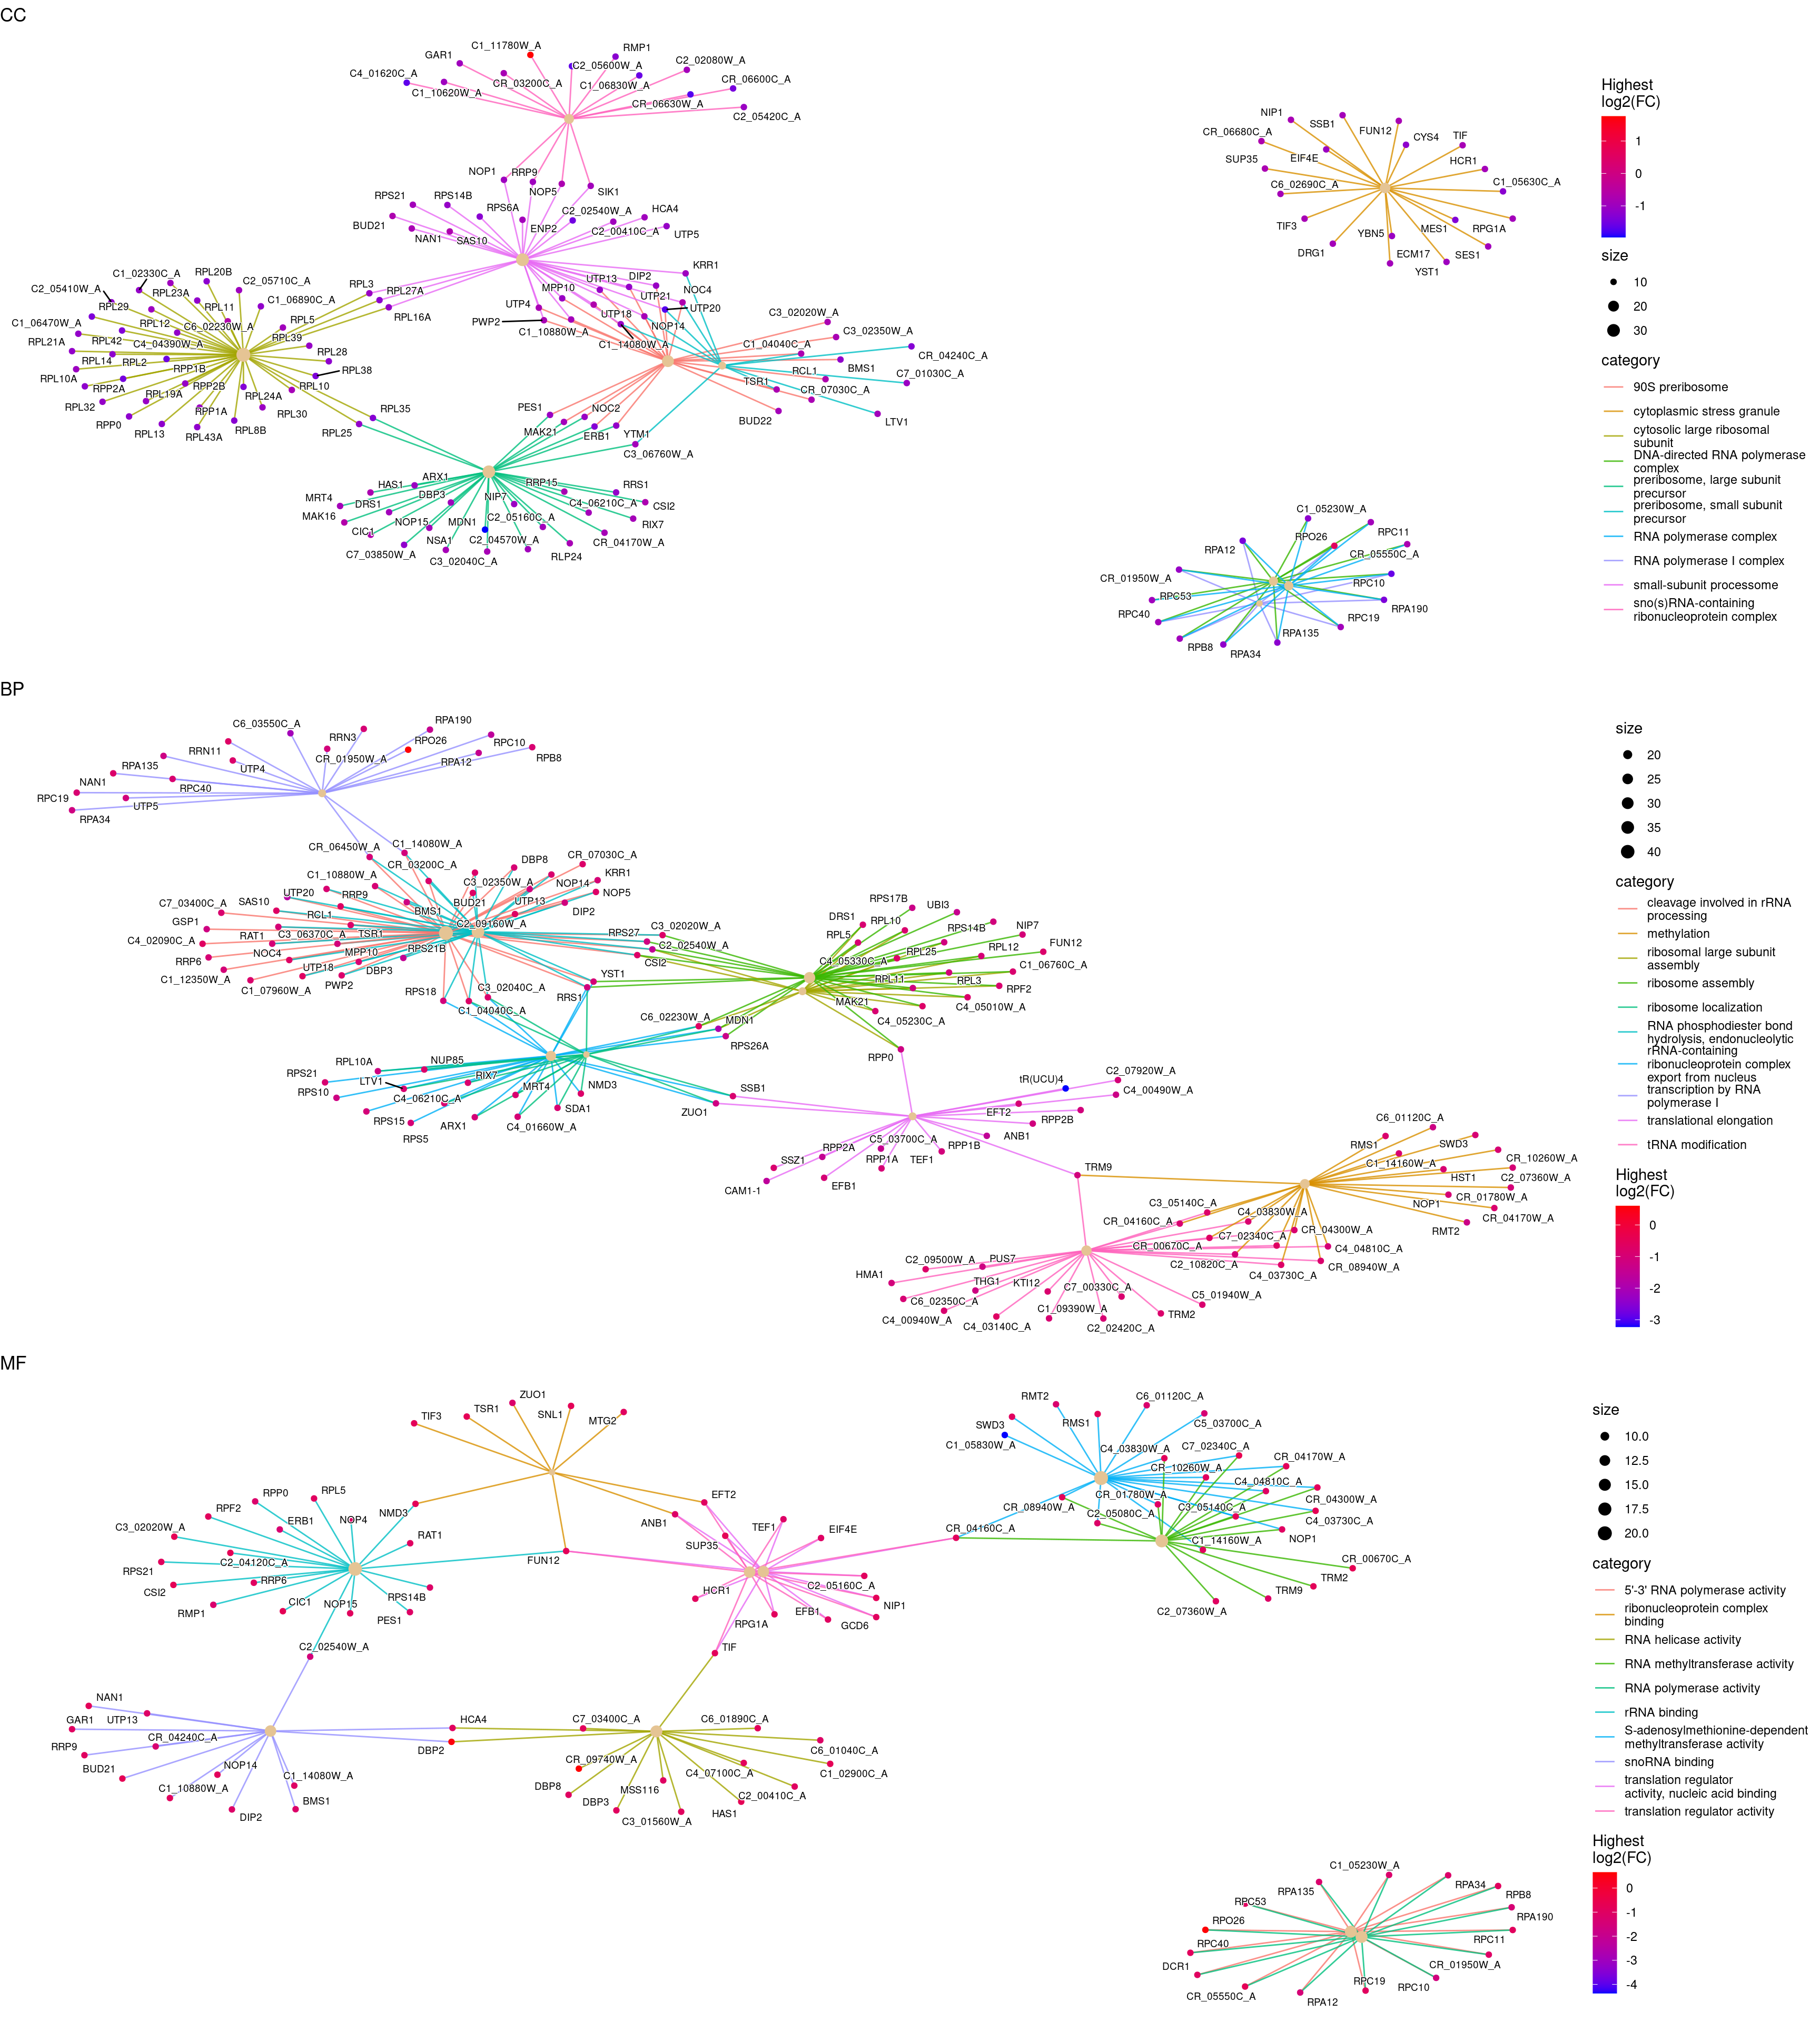 CC
C1_11780W_A
GAR1
RMP1
C2_05600W_A
C2_02080W_A
C4_01620C_A
CR_03200C_A
C1_06830W_A
CR_06600C_A
C1_10620W_A
CR_06630W_A
C2_05420C_A
NOP1
RRP9
NOP5
SIK1
RPS21
RPS14B
RPS6A
C2_02540W_A
HCA4
BUD21
ENP2
C2_00410C_A
UTP5
NAN1
SAS10
KRR1
C1_02330C_A
RPL20B
C2_05710C_A
RPL3
UTP13
DIP2
C2_05410W_A
RPL23A
RPL27A
MPP10
UTP21
NOC4
RPL29
RPL11
C1_06890C_A
RPL16A
UTP4
UTP20
C1_06470W_A
RPL12
C6_02230W_A
RPL5
PWP2
UTP18
NOP14
C3_02020W_A
RPL21A
RPL42
C4_04390W_A
RPL39
C1_10880W_A
C1_14080W_A
C3_02350W_A
RPL14
RPL2
RPP1B
RPL28
C1_04040C_A
CR_04240C_A
RPL10A
RPP2A
RPP2B
RPL38
RCL1
BMS1
C7_01030C_A
RPL32
RPL19A
RPL24A
RPL10
TSR1
CR_07030C_A
RPP0
RPP1A
RPL30
RPL35
PES1
NOC2
BUD22
LTV1
RPL13
RPL43A
RPL8B
RPL25
MAK21
ERB1
YTM1
C3_06760W_A
HAS1
ARX1
RRP15
RRS1
MRT4
DRS1
DBP3
NIP7
C4_06210C_A
CSI2
MAK16
NOP15
MDN1
C2_05160C_A
RIX7
CIC1
NSA1
C2_04570W_A
CR_04170W_A
C7_03850W_A
C3_02040C_A
RLP24
NIP1
SSB1
FUN12
CR_06680C_A
CYS4
TIF
SUP35
EIF4E
HCR1
C6_02690C_A
C1_05630C_A
TIF3
YBN5
MES1
RPG1A
DRG1
ECM17
SES1
YST1
C1_05230W_A
RPA12
RPO26
RPC11
CR_05550C_A
CR_01950W_A
RPC10
RPC53
RPC40
RPA190
RPC19
RPB8
RPA34
RPA135
Highest
log2(FC)
1
0
-1
size
10
20
30
category
90S preribosome
cytoplasmic stress granule
cytosolic large ribosomal
subunit
DNA-directed RNA polymerase
complex
preribosome, large subunit
precursor
preribosome, small subunit
precursor
RNA polymerase complex
RNA polymerase I complex
small-subunit processome
sno(s)RNA-containing
ribonucleoprotein complex
BP
C6_03550C_A
RPA190
RRN3
RPO26
RPC10
RRN11
CR_01950W_A
RPA12
RPB8
RPA135
UTP4
NAN1
RPC40
RPC19
UTP5
RPA34
CR_06450W_A
C1_14080W_A
CR_03200C_A
DBP8
CR_07030C_A
C1_10880W_A
C3_02350W_A
NOP14
KRR1
UTP20
RRP9
BUD21
UTP13
NOP5
C7_03400C_A
SAS10
RCL1
BMS1
DIP2
GSP1
C2_09160W_A
C4_02090C_A
RAT1
C3_06370C_A
TSR1
RPS27
C3_02020W_A
RRP6
NOC4
MPP10
RPS21B
C2_02540W_A
C1_12350W_A
UTP18
DBP3
CSI2
C1_07960W_A
PWP2
YST1
RPS18
C3_02040C_A
RRS1
C1_04040C_A
RPS17B
UBI3
DRS1
RPL10
RPS14B
NIP7
RPL5
RPL25
RPL12
FUN12
C4_05330C_A
C1_06760C_A
RPL11
RPL3
RPF2
MAK21
C4_05010W_A
C4_05230C_A
C6_02230W_A
MDN1
RPS26A
RPP0
RPL10A
NUP85
RPS21
LTV1
RIX7
MRT4
NMD3
SSB1
RPS10
C4_06210C_A
SDA1
ZUO1
RPS15
ARX1
C4_01660W_A
RPS5
tR(UCU)4
C2_07920W_A
C4_00490W_A
EFT2
RPP2B
ANB1
C5_03700C_A
RPP2A
RPP1B
SSZ1
RPP1A
TEF1
CAM1-1
EFB1
TRM9
C6_01120C_A
RMS1
SWD3
C1_14160W_A
CR_10260W_A
HST1
C2_07360W_A
CR_01780W_A
NOP1
CR_04170W_A
RMT2
C3_05140C_A
CR_04160C_A
C4_03830W_A
CR_04300W_A
C7_02340C_A
CR_00670C_A
C4_04810C_A
C2_10820C_A
CR_08940W_A
C4_03730C_A
C2_09500W_A
PUS7
HMA1
THG1
KTI12
C7_00330C_A
C6_02350C_A
C5_01940W_A
C4_00940W_A
C1_09390W_A
TRM2
C4_03140C_A
C2_02420C_A
size
20
25
30
35
40
category
cleavage involved in rRNA
processing
methylation
ribosomal large subunit
assembly
ribosome assembly
ribosome localization
RNA phosphodiester bond
hydrolysis, endonucleolytic
rRNA-containing
ribonucleoprotein complex
export from nucleus
transcription by RNA
polymerase I
translational elongation
tRNA modification
Highest
log2(FC)
0
-1
-2
-3
MF
ZUO1
TIF3
TSR1
SNL1
MTG2
RPP0
RPL5
RPF2
NMD3
EFT2
ERB1
NOP4
C3_02020W_A
RAT1
ANB1
TEF1
EIF4E
C2_04120C_A
SUP35
RPS21
FUN12
RRP6
CSI2
RPS14B
HCR1
C2_05160C_A
CIC1
NOP15
RMP1
PES1
EFB1
NIP1
RPG1A
GCD6
C2_02540W_A
TIF
NAN1
GAR1
UTP13
HCA4
C7_03400C_A
C6_01890C_A
RRP9
CR_04240C_A
DBP2
C6_01040C_A
BUD21
NOP14
CR_09740W_A
C4_07100C_A
C1_02900C_A
C1_10880W_A
C1_14080W_A
DBP8
MSS116
DIP2
BMS1
DBP3
C2_00410C_A
HAS1
C3_01560W_A
RMT2
C6_01120C_A
SWD3
RMS1
C5_03700C_A
C1_05830W_A
C4_03830W_A
C7_02340C_A
CR_10260W_A
CR_04170W_A
C4_04810C_A
CR_01780W_A
CR_04300W_A
CR_08940W_A
C2_05080C_A
C3_05140C_A
C4_03730C_A
CR_04160C_A
C1_14160W_A
NOP1
CR_00670C_A
TRM2
TRM9
C2_07360W_A
C1_05230W_A
RPA135
RPA34
RPC53
RPB8
RPO26
RPA190
RPC40
RPC11
DCR1
CR_01950W_A
RPC19
RPC10
CR_05550C_A
RPA12
size
10.0
12.5
15.0
17.5
20.0
category
5'-3' RNA polymerase activity
ribonucleoprotein complex
binding
RNA helicase activity
RNA methyltransferase activity
RNA polymerase activity
rRNA binding
S-adenosylmethionine-dependent
methyltransferase activity
snoRNA binding
translation regulator
activity, nucleic acid binding
translation regulator activity
Highest
log2(FC)
0
-1
-2
-3
-4